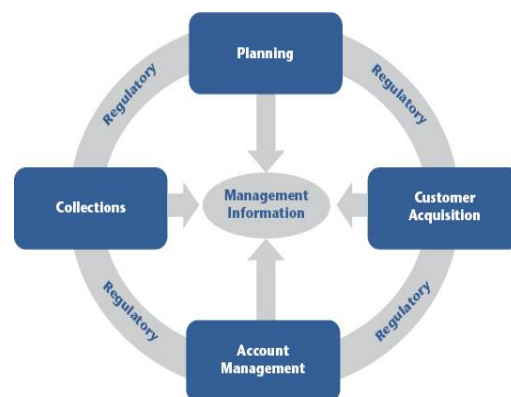 Planning
Regulatory
Regulatory
Collections
Management
Information
Customer
Acquisition
Regulatory
Regulatory
Account
Management